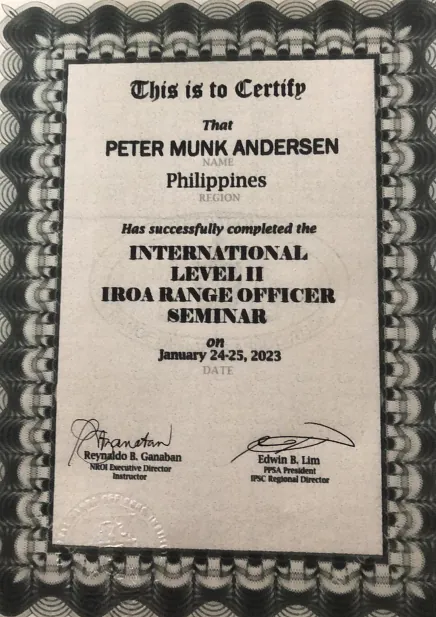 This is to Certify
That
PETER MUNK ANDERSEN
NAME
Philippines
REGION
Has successfully completed the
INTERNATIONAL
LEVEL II
IROA RANGE OFFICER
SEMINAR
on
January 24-25, 2023
DATE
Reynaldo B. Ganaban
NROI Executive Director
Instructor
Edwin B. Lim
PPSA President
IPSC Regional Director